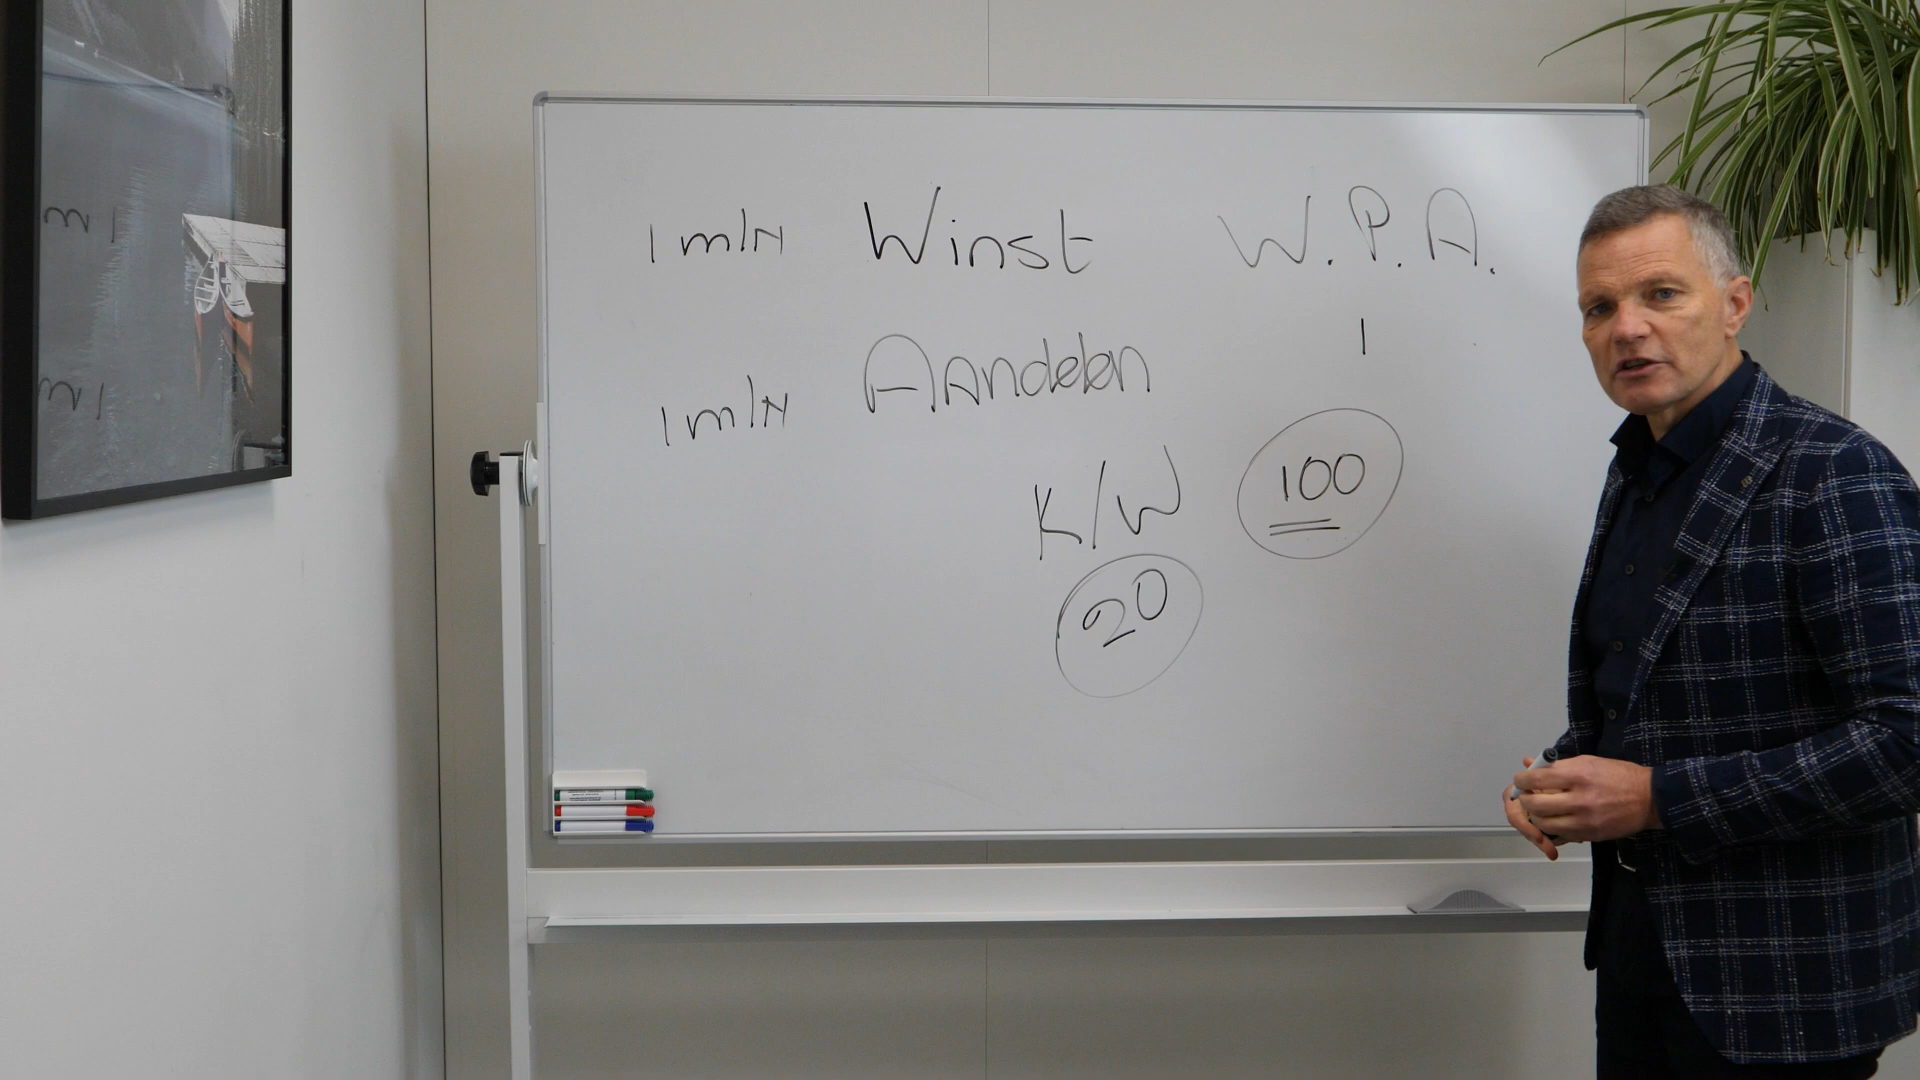 1 mln Winst W.P.A.
1
1 mln Aandelen
K/W 100
20